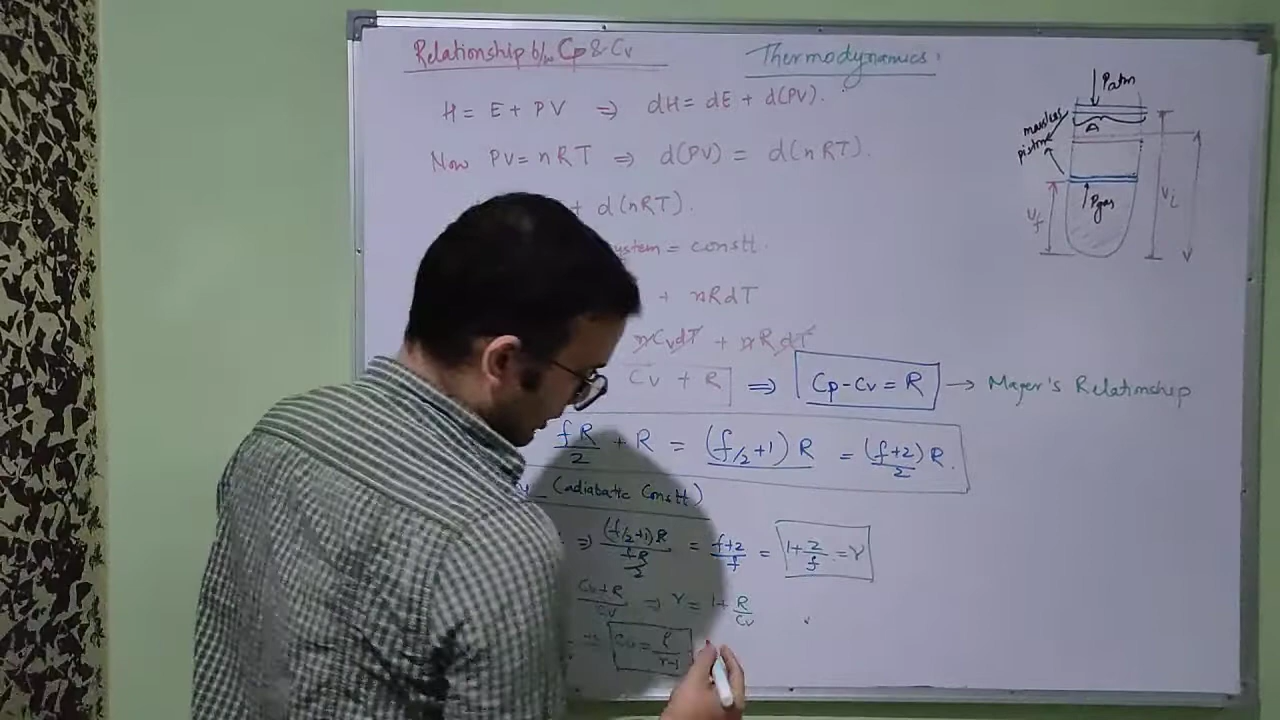 Relationship b/w Cp & Cv
Thermodynamics:
H = E + PV ⇒ dH = dE + d(PV).
Now PV = nRT ⇒ d(PV) = d(nRT).
+ d(nRT).
system = constt.
+ nRdT
nCvdT + nRdT
Cv + R ⇒ Cp-Cv = R → Mayer's Relationship
fR/2 + R = (f/2+1) R = (f+2)/2 R.
(adiabatic Constt)
⇒ (f/2+1)R / fR/2 = f+2/f = 1+2/f = γ
Cv+R/Cv ⇒ γ = 1+ R/Cv
Cv = R/γ-1
Patm
massless
piston
A
Pgas
Vf
Vi
V